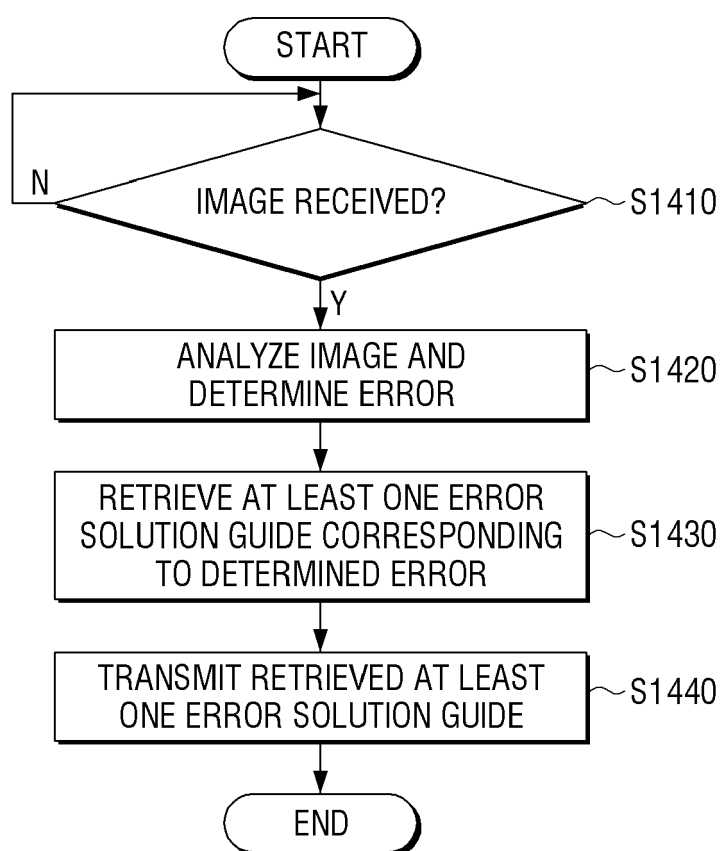 START
N
IMAGE RECEIVED?
S1410
Y
ANALYZE IMAGE AND
DETERMINE ERROR
S1420
RETRIEVE AT LEAST ONE ERROR
SOLUTION GUIDE CORRESPONDING
TO DETERMINED ERROR
S1430
TRANSMIT RETRIEVED AT LEAST
ONE ERROR SOLUTION GUIDE
S1440
END